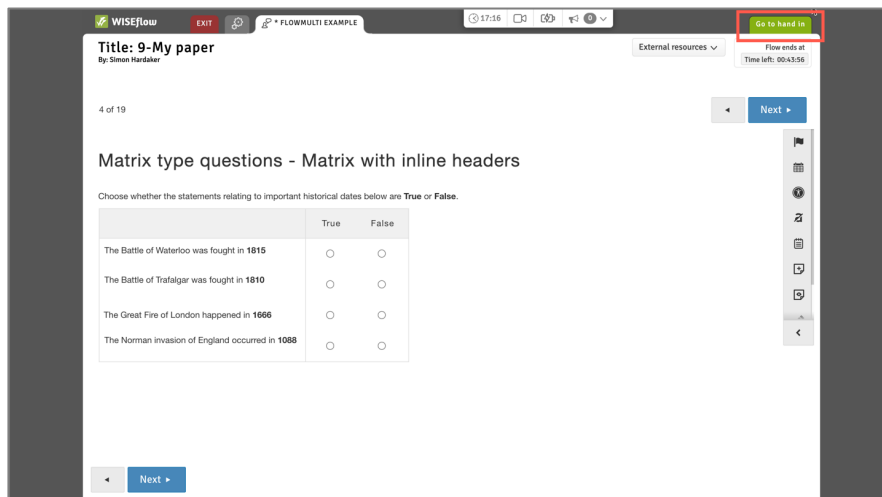 WISEflow
EXIT
* FLOWMULTI EXAMPLE
17:16
0
Go to hand in
Title: 9-My paper
By: Simon Hardaker
External resources
Flow ends at
Time left: 00:43:56
4 of 19
Next
Matrix type questions - Matrix with inline headers
Choose whether the statements relating to important historical dates below are True or False.
True False
The Battle of Waterloo was fought in 1815
The Battle of Trafalgar was fought in 1810
The Great Fire of London happened in 1666
The Norman invasion of England occurred in 1088
Next